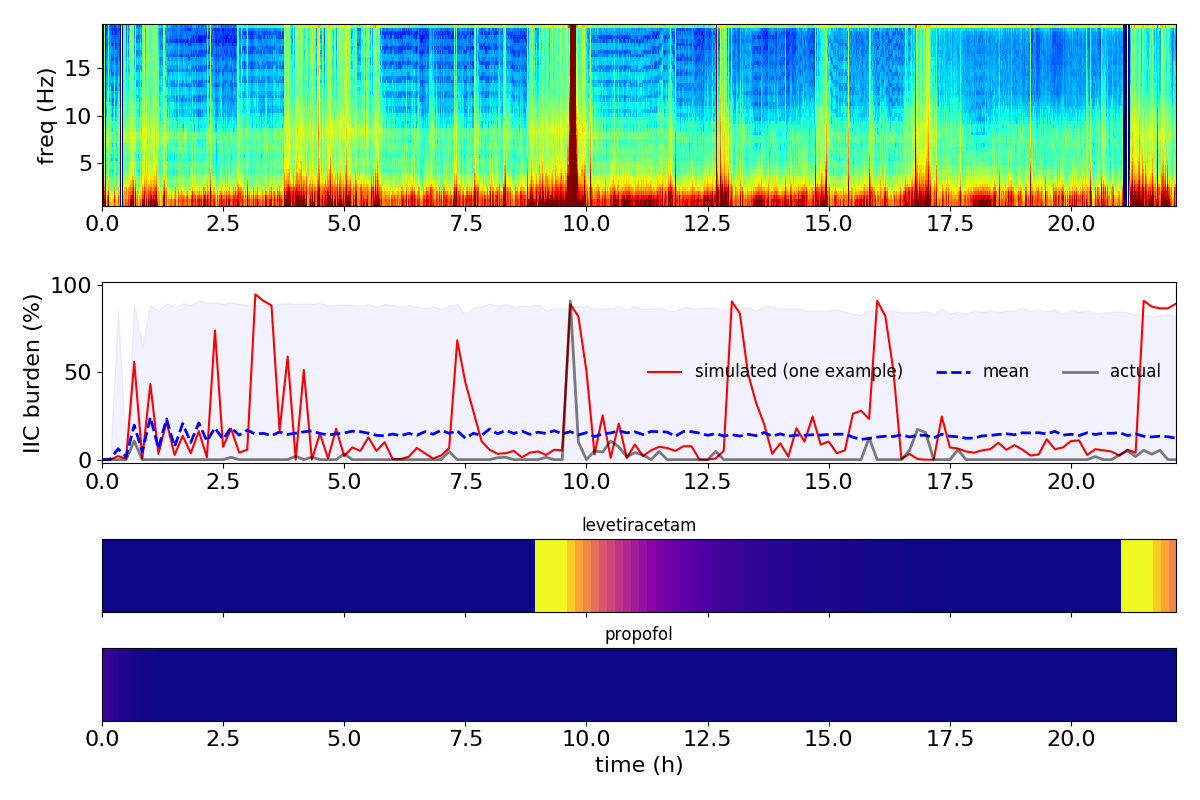 freq (Hz)
15
10
5
0.0 2.5 5.0 7.5 10.0 12.5 15.0 17.5 20.0
IIC burden (%)
100
50
0
simulated (one example) mean actual
0.0 2.5 5.0 7.5 10.0 12.5 15.0 17.5 20.0
levetiracetam
propofol
0.0 2.5 5.0 7.5 10.0 12.5 15.0 17.5 20.0
time (h)